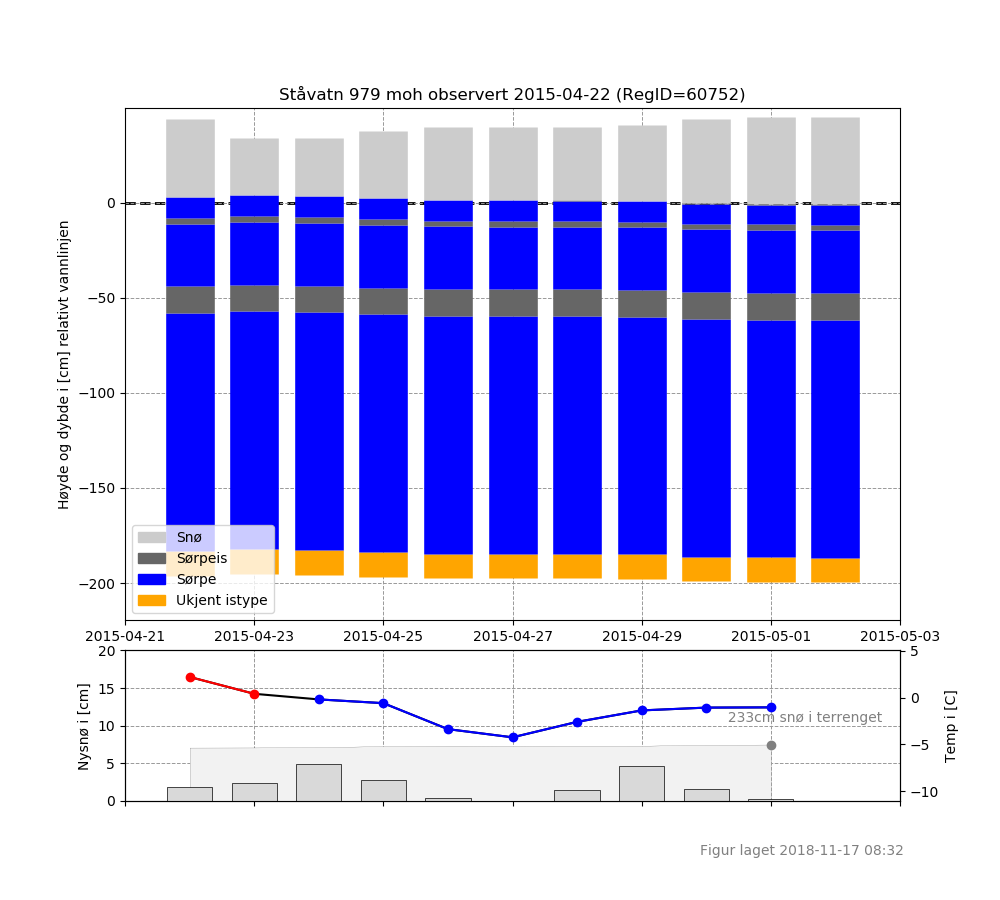 Ståvatn 979 moh observert 2015-04-22 (RegID=60752)
Høyde og dybde i [cm] relativt vannlinjen
0
−50
−100
−150
−200
Snø
Sørpeis
Sørpe
Ukjent istype
2015-04-21 2015-04-23 2015-04-25 2015-04-27 2015-04-29 2015-05-01 2015-05-03
Nysnø i [cm]
20
15
10
5
0
233cm snø i terrenget
5
0
−5
−10
Temp i [C]
Figur laget 2018-11-17 08:32